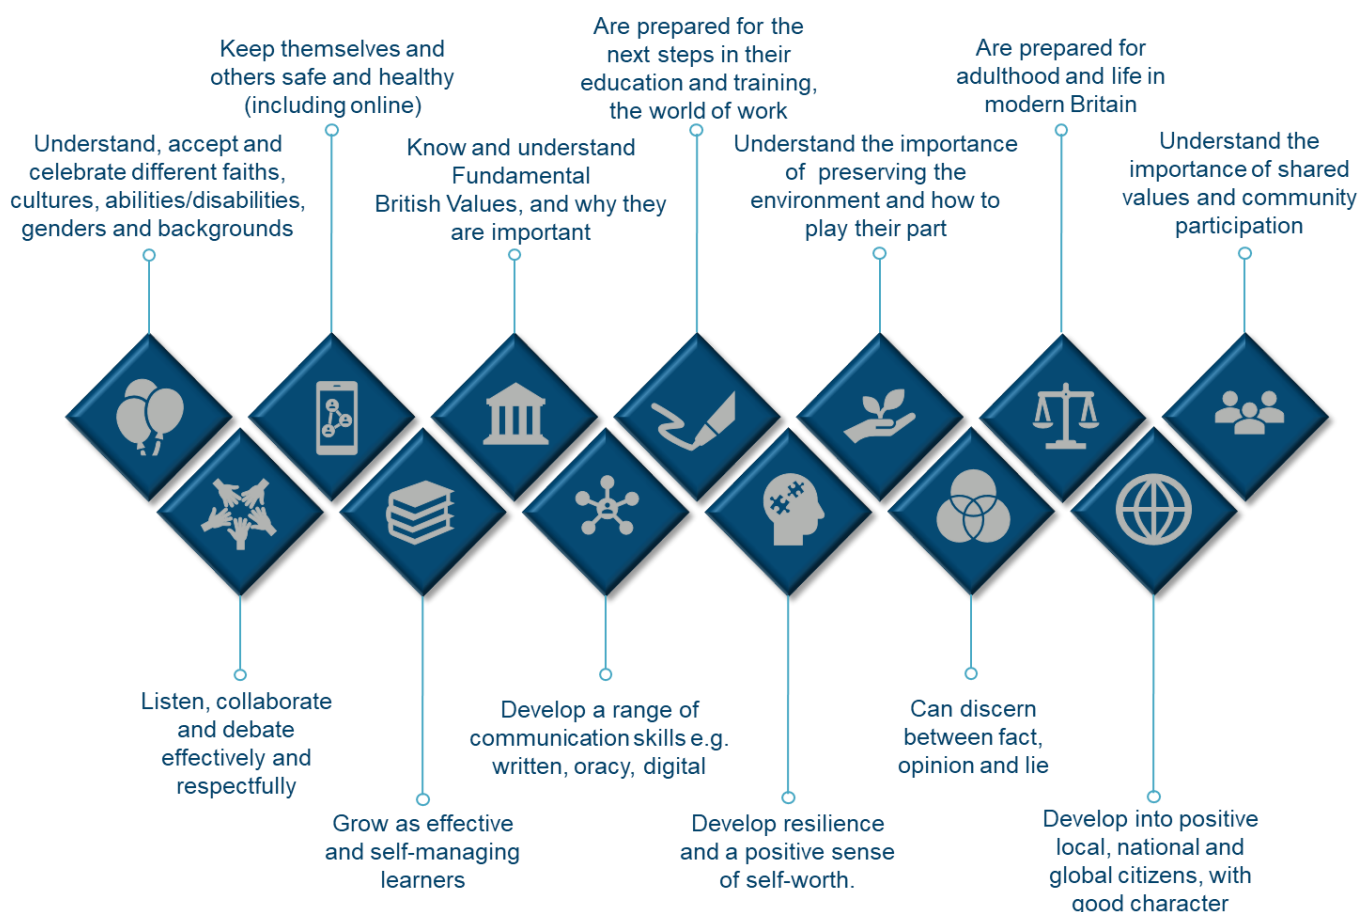 Understand, accept and
celebrate different faiths,
cultures, abilities/disabilities,
genders and backgrounds
Keep themselves and
others safe and healthy
(including online)
Know and understand
Fundamental
British Values, and why they
are important
Are prepared for the
next steps in their
education and training,
the world of work
Understand the importance
of preserving the
environment and how to
play their part
Are prepared for
adulthood and life in
modern Britain
Understand the
importance of shared
values and community
participation
Listen, collaborate
and debate
effectively and
respectfully
Grow as effective
and self-managing
learners
Develop a range of
communication skills e.g.
written, oracy, digital
Develop resilience
and a positive sense
of self-worth.
Can discern
between fact,
opinion and lie
Develop into positive
local, national and
global citizens, with
good character